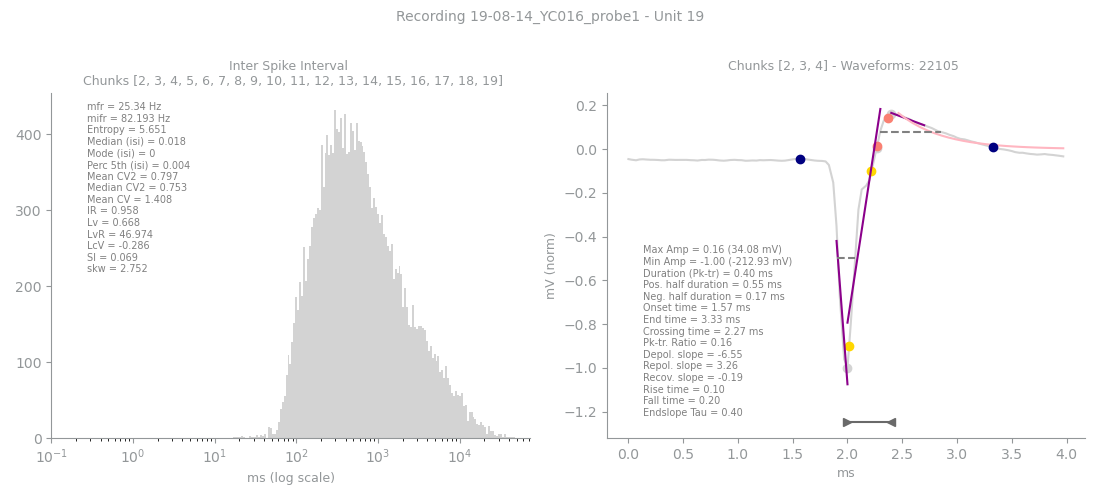 Recording 19-08-14_YC016_probe1 - Unit 19
Inter Spike Interval
Chunks [2, 3, 4, 5, 6, 7, 8, 9, 10, 11, 12, 13, 14, 15, 16, 17, 18, 19]
mfr = 25.34 Hz
mifr = 82.193 Hz
Entropy = 5.651
Median (isi) = 0.018
Mode (isi) = 0
Perc 5th (isi) = 0.004
Mean CV2 = 0.797
Median CV2 = 0.753
Mean CV = 1.408
IR = 0.958
Lv = 0.668
LvR = 46.974
LcV = -0.286
SI = 0.069
skw = 2.752
400
300
200
100
0
10⁻¹ 10⁰ 10¹ 10² 10³ 10⁴
ms (log scale)
Chunks [2, 3, 4] - Waveforms: 22105
0.2
0.0
−0.2
−0.4
−0.6
−0.8
−1.0
−1.2
mV (norm)
Max Amp = 0.16 (34.08 mV)
Min Amp = -1.00 (-212.93 mV)
Duration (Pk-tr) = 0.40 ms
Pos. half duration = 0.55 ms
Neg. half duration = 0.17 ms
Onset time = 1.57 ms
End time = 3.33 ms
Crossing time = 2.27 ms
Pk-tr. Ratio = 0.16
Depol. slope = -6.55
Repol. slope = 3.26
Recov. slope = -0.19
Rise time = 0.10
Fall time = 0.20
Endslope Tau = 0.40
0.0 0.5 1.0 1.5 2.0 2.5 3.0 3.5 4.0
ms